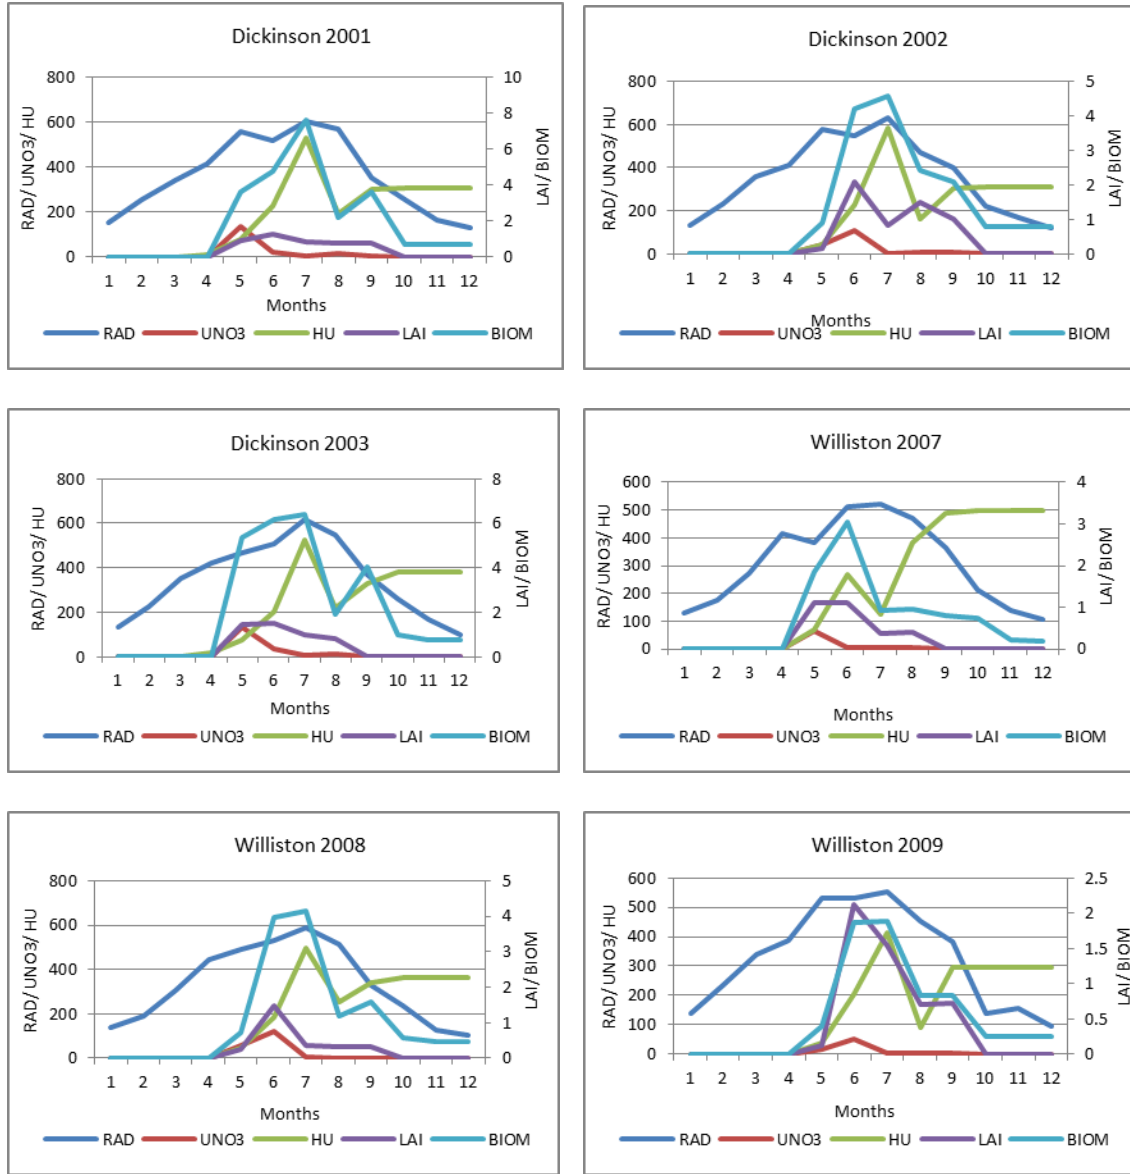 Dickinson 2001
RAD/ UNO3/ HU
800
600
400
200
0
10
8
6
4
2
0
LAI/ BIOM
1 2 3 4 5 6 7 8 9 10 11 12
Months
RAD UNO3 HU LAI BIOM
Dickinson 2002
RAD/ UNO3/ HU
800
600
400
200
0
5
4
3
2
1
0
LAI/ BIOM
1 2 3 4 5 6 7 8 9 10 11 12
Months
RAD UNO3 HU LAI BIOM
Dickinson 2003
RAD/ UNO3/ HU
800
600
400
200
0
8
6
4
2
0
LAI/ BIOM
1 2 3 4 5 6 7 8 9 10 11 12
Months
RAD UNO3 HU LAI BIOM
Williston 2007
RAD/ UNO3/ HU
600
500
400
300
200
100
0
4
3
2
1
0
LAI/ BIOM
1 2 3 4 5 6 7 8 9 10 11 12
Months
RAD UNO3 HU LAI BIOM
Williston 2008
RAD/ UNO3/ HU
800
600
400
200
0
5
4
3
2
1
0
LAI/ BIOM
1 2 3 4 5 6 7 8 9 10 11 12
Months
RAD UNO3 HU LAI BIOM
Williston 2009
RAD/ UNO3/ HU
600
500
400
300
200
100
0
2.5
2
1.5
1
0.5
0
LAI/ BIOM
1 2 3 4 5 6 7 8 9 10 11 12
Months
RAD UNO3 HU LAI BIOM